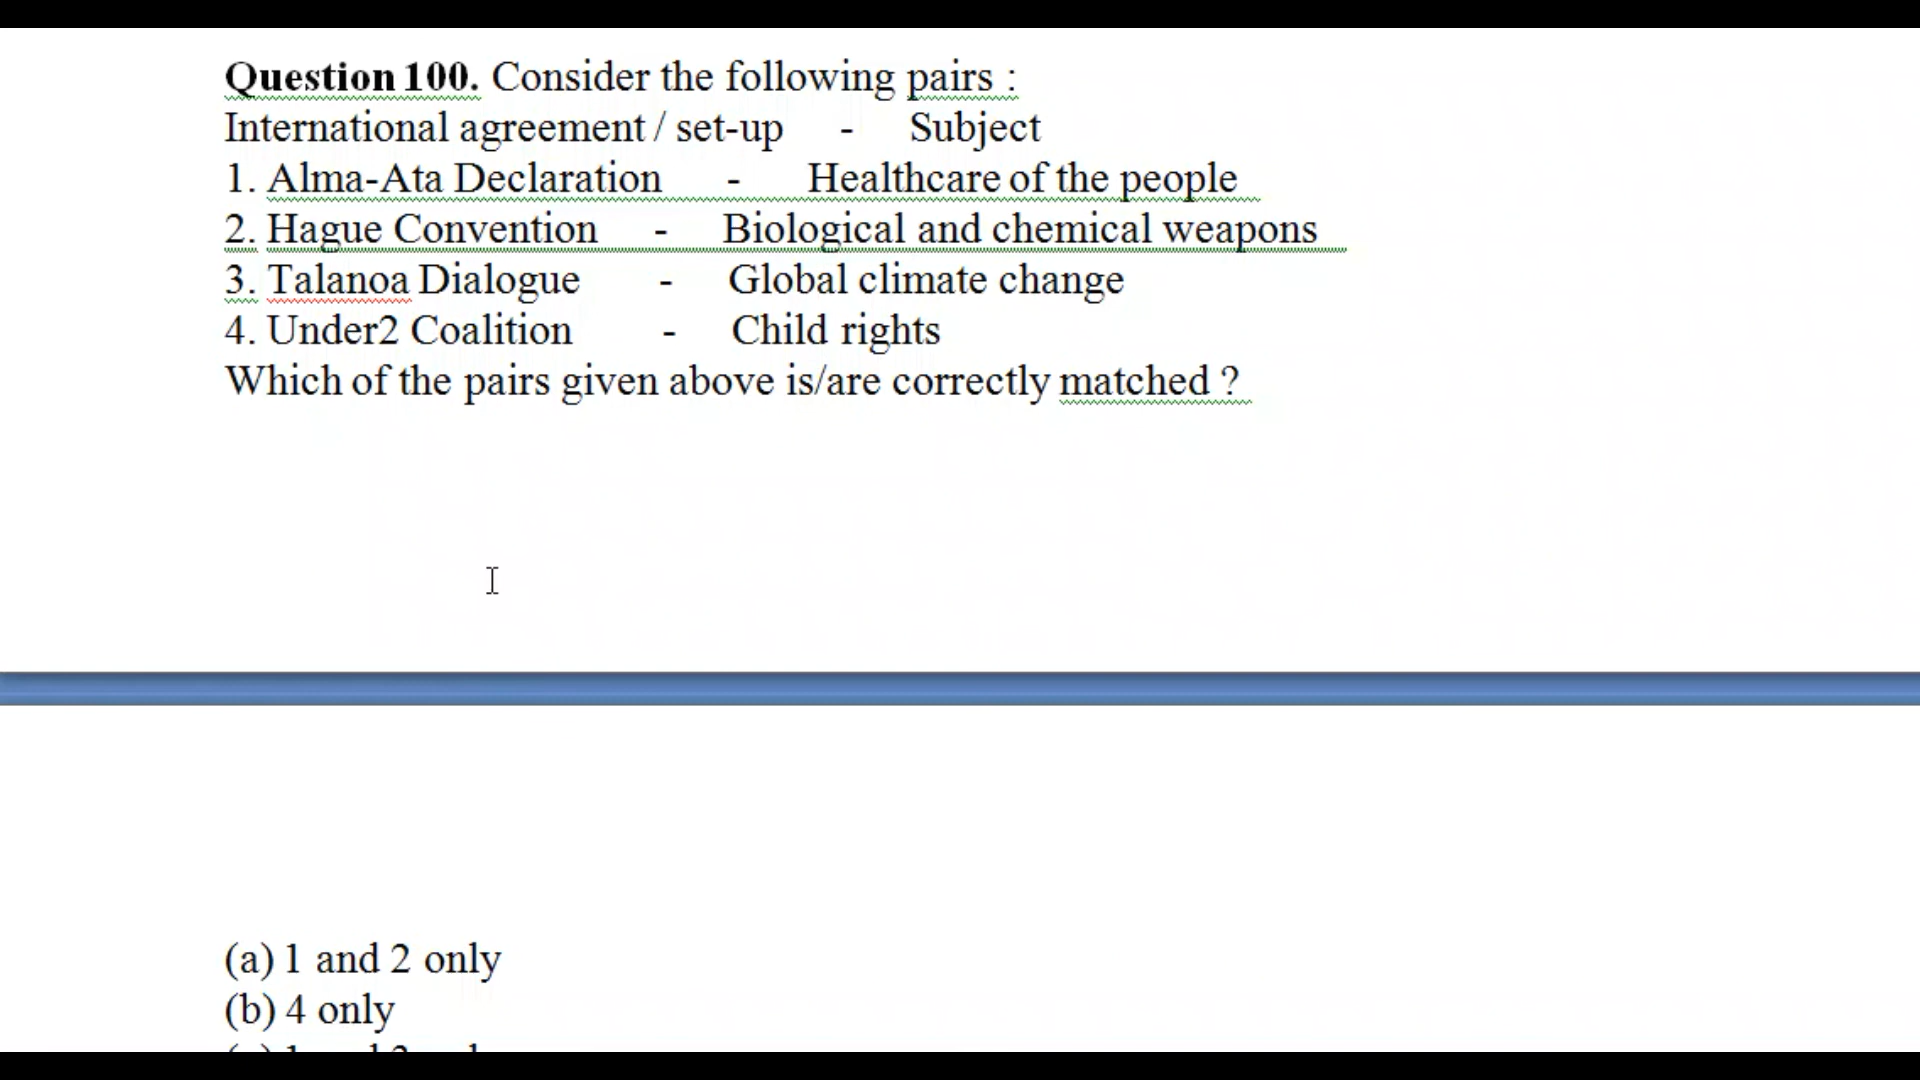 Question 100. Consider the following pairs :
International agreement / set-up - Subject
1. Alma-Ata Declaration - Healthcare of the people
2. Hague Convention - Biological and chemical weapons
3. Talanoa Dialogue - Global climate change
4. Under2 Coalition - Child rights
Which of the pairs given above is/are correctly matched ?
(a) 1 and 2 only
(b) 4 only